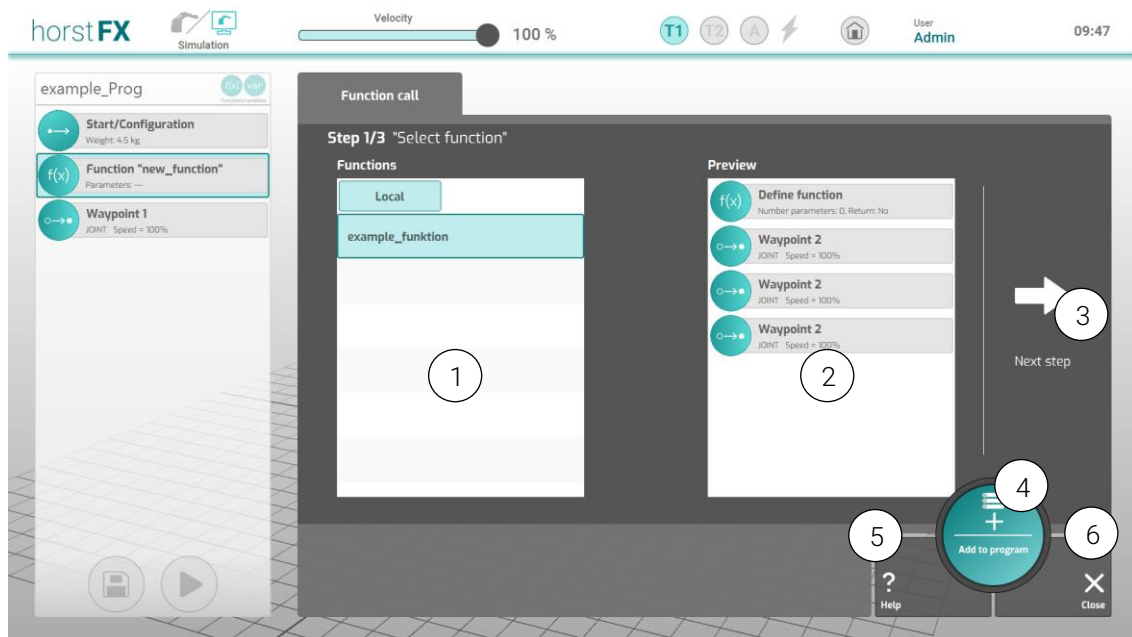 horstFX
Simulation
Velocity
100 %
T1
T2
A
User
Admin
09:47
example_Prog
f(x)
var
Functions/Variables
Start/Configuration
Weight: 4.5 kg
f(x)
Function "new_function"
Parameters: ---
Waypoint 1
JOINT Speed = 100%
Function call
Step 1/3 "Select function"
Functions
Local
example_funktion
1
Preview
f(x)
Define function
Number parameters: 0, Return: No
Waypoint 2
JOINT Speed = 100%
Waypoint 2
JOINT Speed = 100%
Waypoint 2
JOINT Speed = 100%
2
3
Next step
4
Add to program
5
?
Help
6
Close